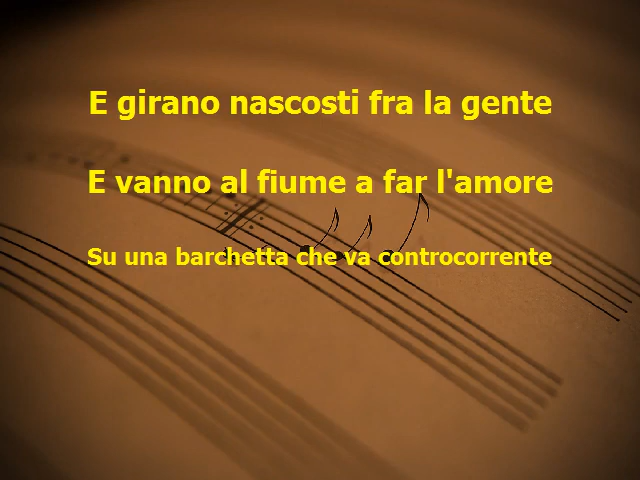 E girano nascosti fra la gente
E vanno al fiume a far l'amore
Su una barchetta che va controcorrente